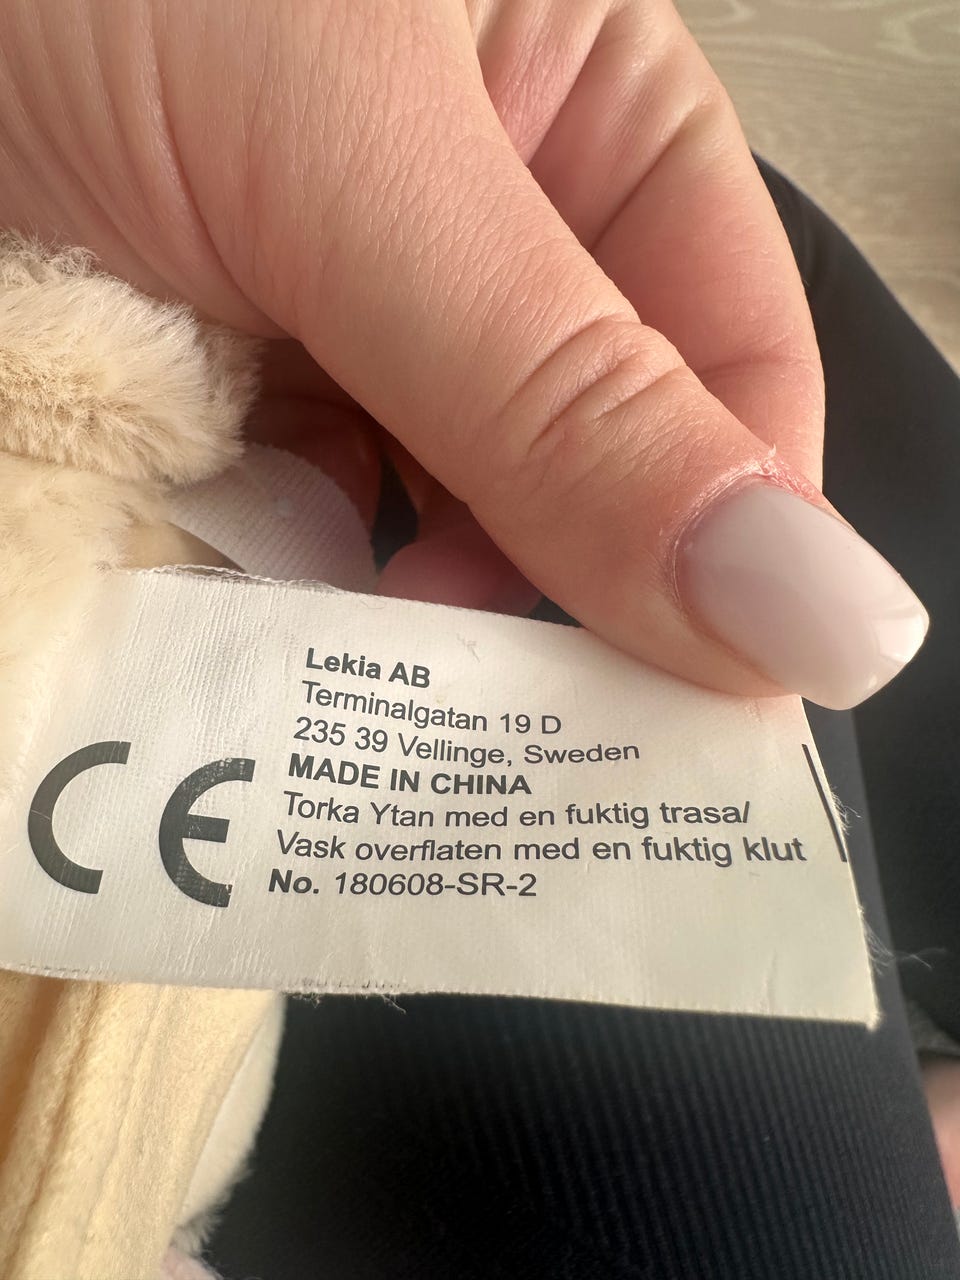 CE
Lekia AB
Terminalgatan 19 D
235 39 Vellinge, Sweden
MADE IN CHINA
Torka Ytan med en fuktig trasa/
Vask overflaten med en fuktig klut
No. 180608-SR-2